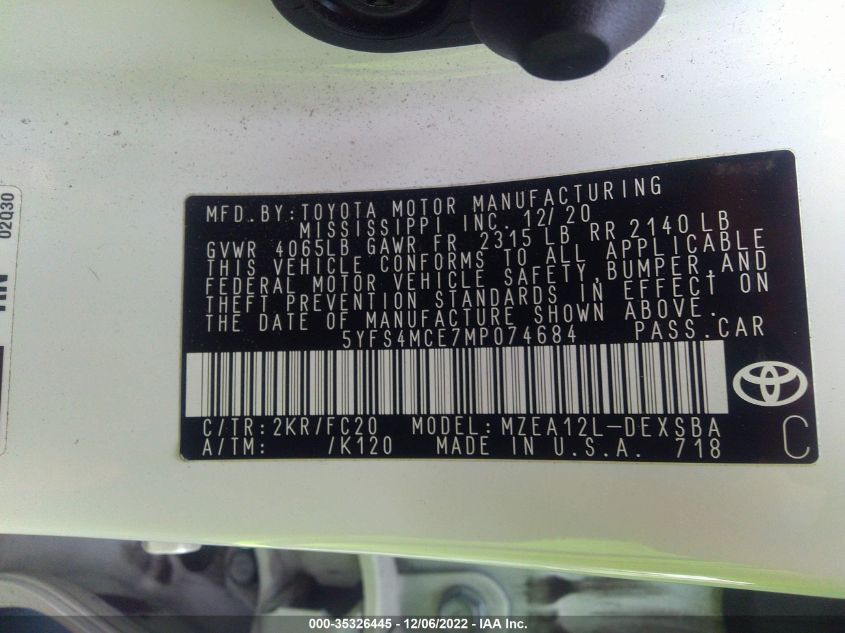 MFD.BY:TOYOTA MOTOR MANUFACTURING
MISSISSIPPI INC. 12/20
GVWR 4065LB GAWR FR 2315 LB RR 2140 LB
THIS VEHICLE CONFORMS TO ALL APPLICABLE
FEDERAL MOTOR VEHICLE SAFETY,BUMPER,AND
THEFT PREVENTION STANDARDS IN EFFECT ON
THE DATE OF MANUFACTURE SHOWN ABOVE.
5YFS4MCE7MP074684 PASS.CAR
C/TR:2KR/FC20 MODEL:MZEA12L-DEXSBA
A/TM: /K120 MADE IN U.S.A. 718
C
02Q30
000-35326445 - 12/06/2022 - IAAI.com